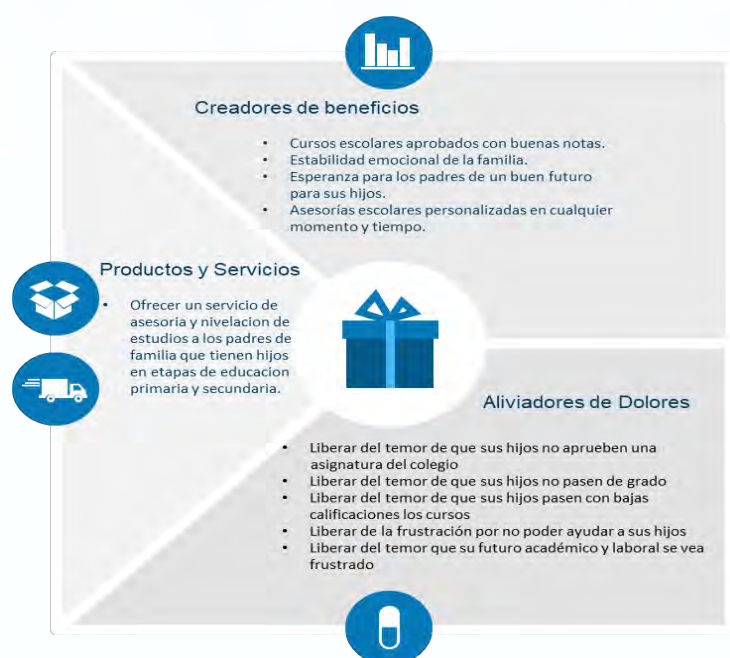 Creadores de beneficios
• Cursos escolares aprobados con buenas notas.
• Estabilidad emocional de la familia.
• Esperanza para los padres de un buen futuro
para sus hijos.
• Asesorías escolares personalizadas en cualquier
momento y tiempo.
Productos y Servicios
• Ofrecer un servicio de
asesoria y nivelacion de
estudios a los padres de
familia que tienen hijos
en etapas de educacion
primaria y secundaria.
Aliviadores de Dolores
• Liberar del temor de que sus hijos no aprueben una
asignatura del colegio
• Liberar del temor de que sus hijos no pasen de grado
• Liberar del temor de que sus hijos pasen con bajas
calificaciones los cursos
• Liberar de la frustración por no poder ayudar a sus hijos
• Liberar del temor que su futuro académico y laboral se vea
frustrado